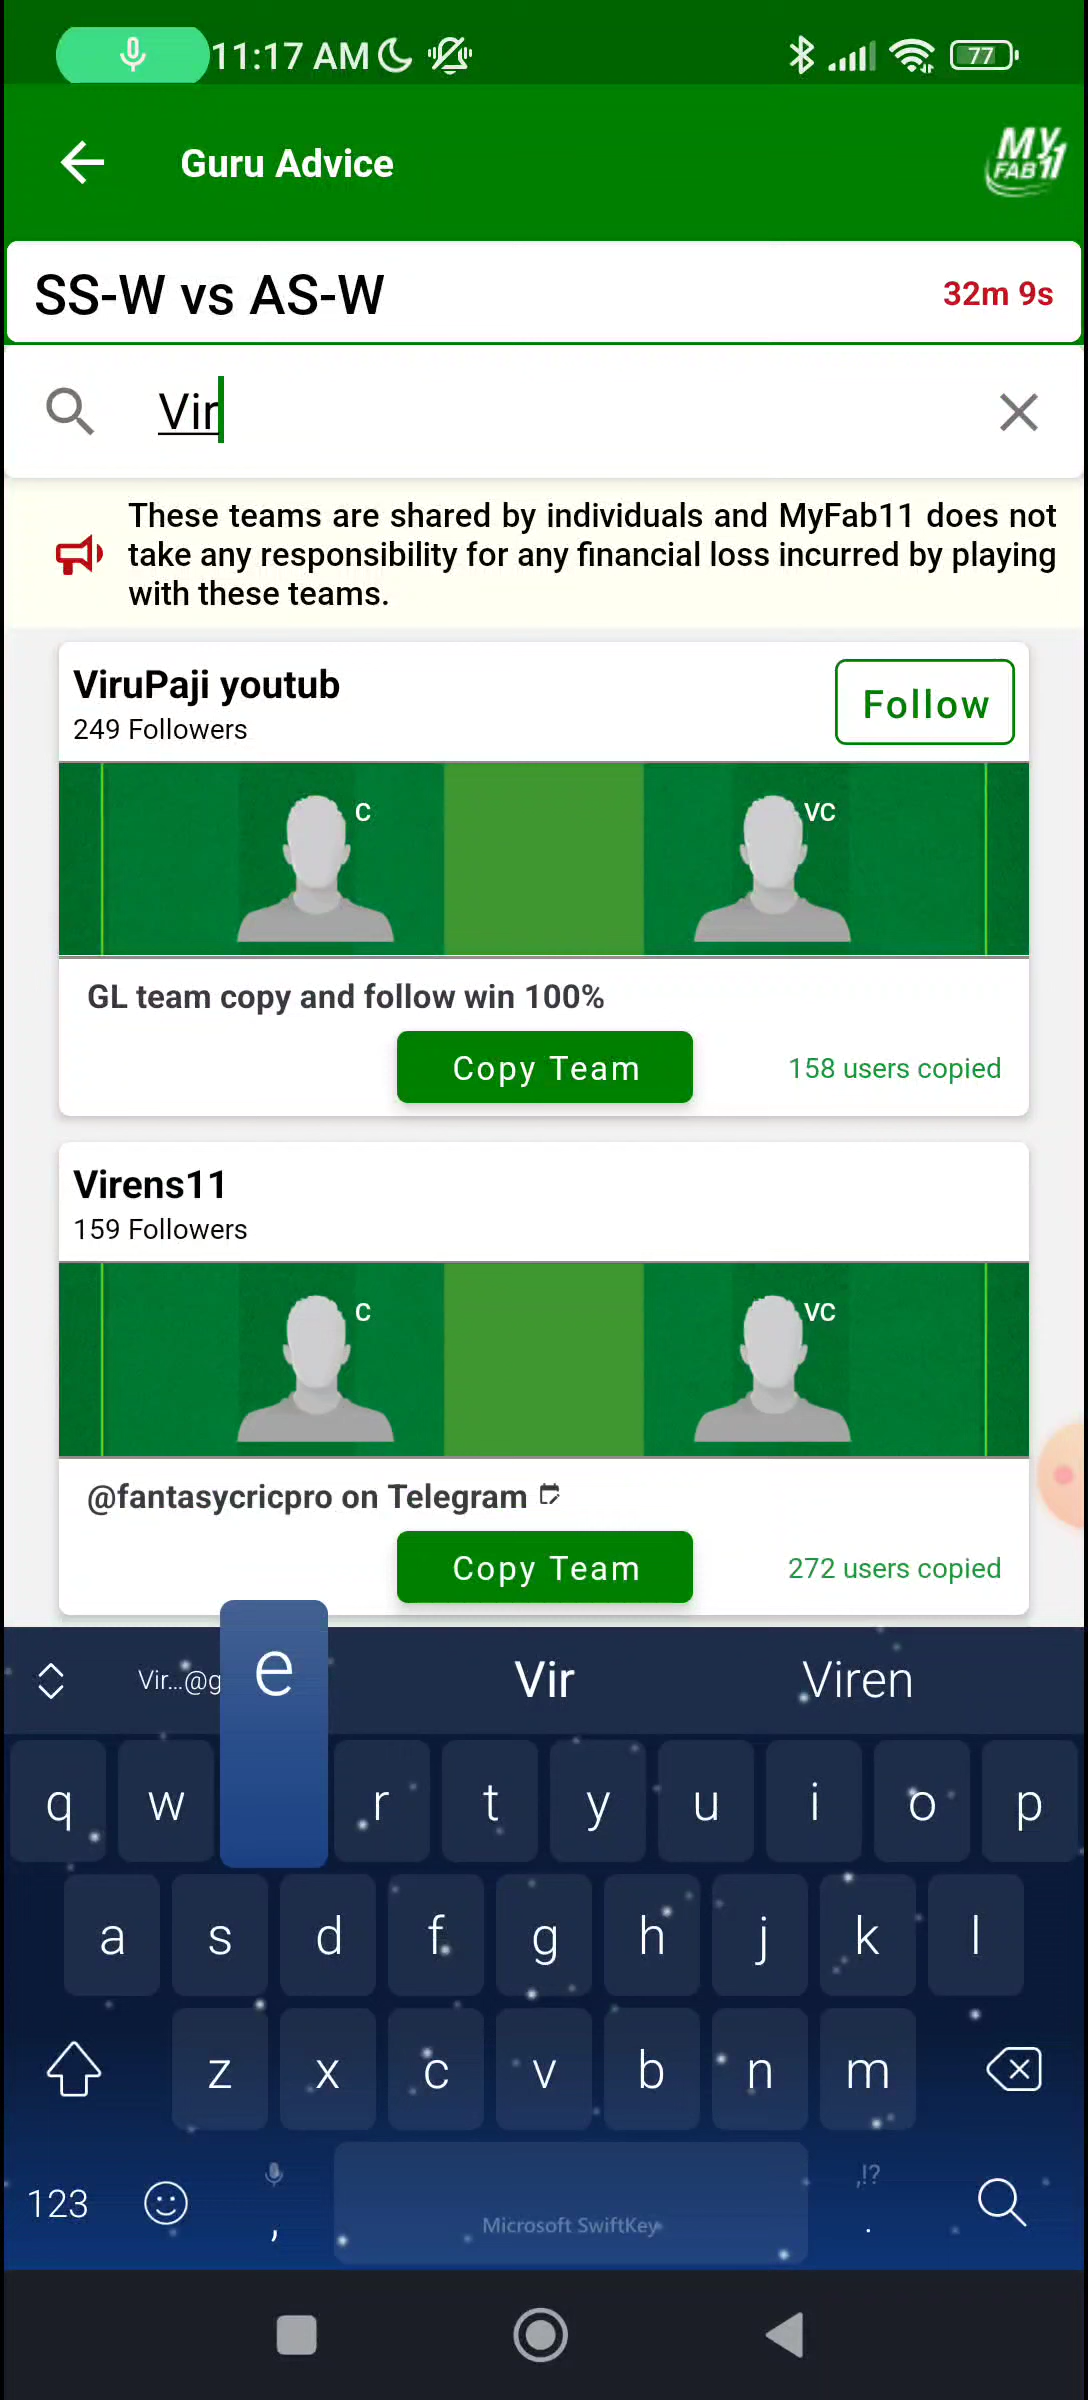 11:17 AM
77
Guru Advice
MY
FAB11
SS-W vs AS-W
32m 9s
Vir
These teams are shared by individuals and MyFab11 does not
take any responsibility for any financial loss incurred by playing
with these teams.
ViruPaji youtub
Follow
249 Followers
C
VC
GL team copy and follow win 100%
Copy Team
158 users copied
Virens11
159 Followers
C
VC
@fantasycricpro on Telegram
Copy Team
272 users copied
Vir...@g
e
Vir
Viren
q w r t y u i o p
a s d f g h j k l
z x c v b n m
123
,
Microsoft SwiftKey
,!?
.